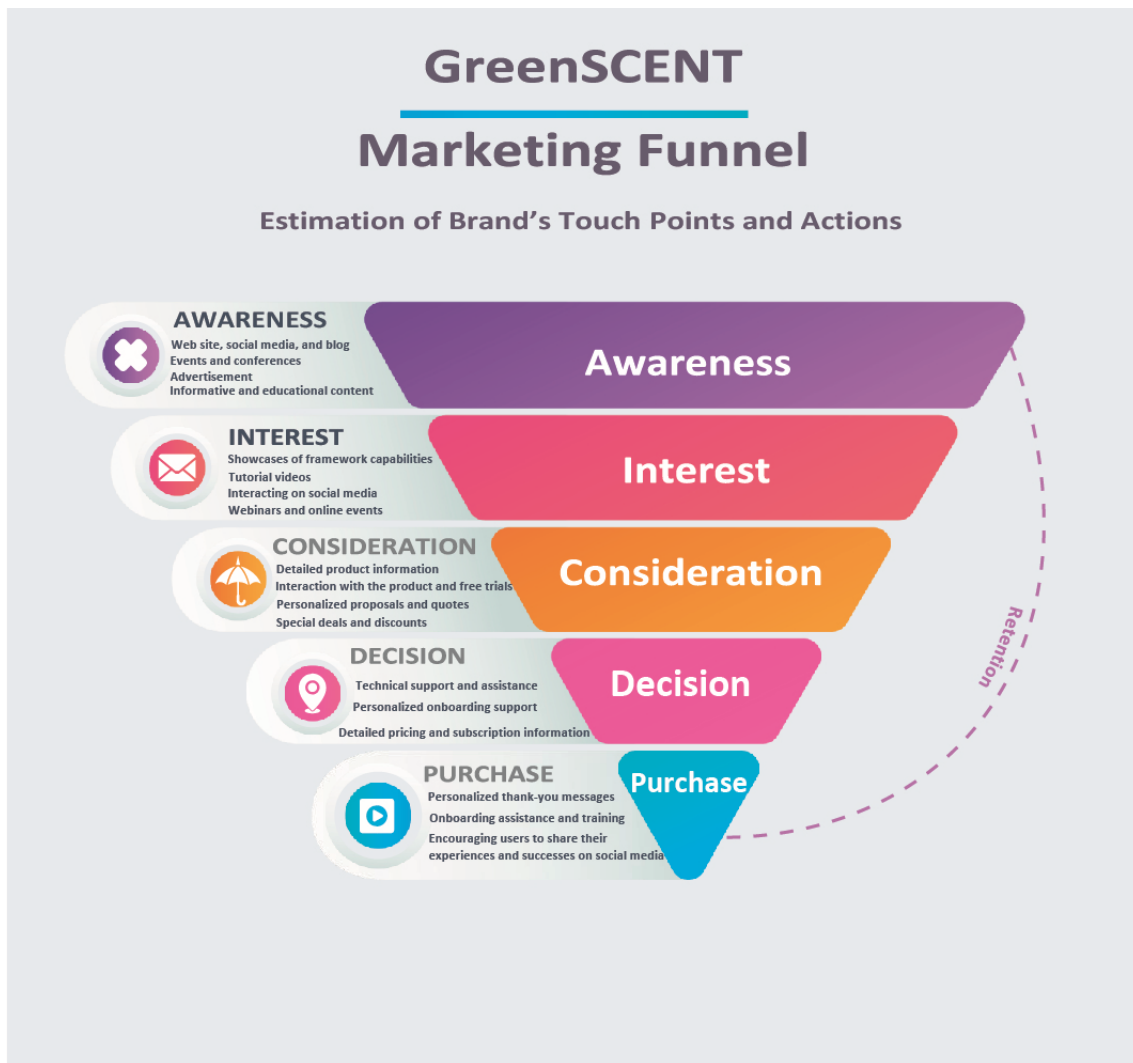 GreenSCENT
Marketing Funnel
Estimation of Brand's Touch Points and Actions
AWARENESS
Web site, social media, and blog
Events and conferences
Advertisement
Informative and educational content
Awareness
INTEREST
Showcases of framework capabilities
Tutorial videos
Interacting on social media
Webinars and online events
Interest
CONSIDERATION
Detailed product information
Interaction with the product and free trials
Personalized proposals and quotes
Special deals and discounts
Consideration
Retention
DECISION
Technical support and assistance
Personalized onboarding support
Detailed pricing and subscription information
Decision
PURCHASE
Personalized thank-you messages
Onboarding assistance and training
Encouraging users to share their
experiences and successes on social media
Purchase